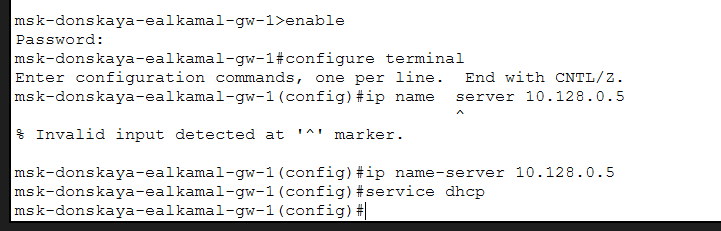 msk-donskaya-ealkamal-gw-1>enable
Password:
msk-donskaya-ealkamal-gw-1#configure terminal
Enter configuration commands, one per line.  End with CNTL/Z.
msk-donskaya-ealkamal-gw-1(config)#ip name  server 10.128.0.5
                                            ^
% Invalid input detected at '^' marker.

msk-donskaya-ealkamal-gw-1(config)#ip name-server 10.128.0.5
msk-donskaya-ealkamal-gw-1(config)#service dhcp
msk-donskaya-ealkamal-gw-1(config)#